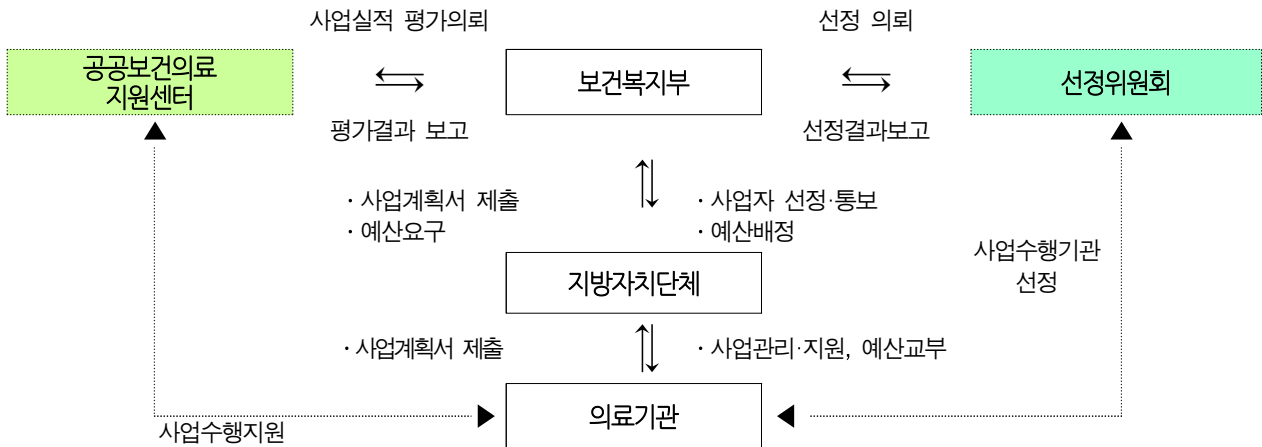 사업실적 평가의뢰
선정 의뢰
공공보건의료
지원센터
보건복지부
선정위원회
평가결과 보고
선정결과보고
· 사업계획서 제출
· 예산요구
· 사업자 선정·통보
· 예산배정
사업수행기관
선정
지방자치단체
· 사업계획서 제출
· 사업관리·지원, 예산교부
의료기관
사업수행지원